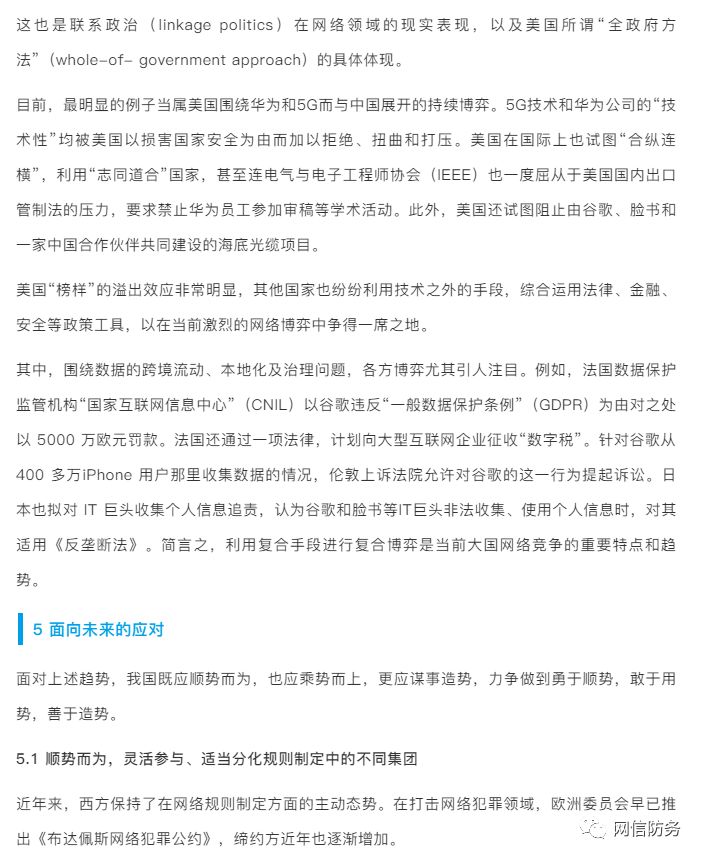 这也是联系政治（linkage politics）在网络领域的现实表现，以及美国所谓“全政府方
法”（whole-of- government approach）的具体体现。
目前，最明显的例子当属美国围绕华为和5G而与中国展开的持续博弈。5G技术和华为公司的“技
术性”均被美国以损害国家安全为由而加以拒绝、扭曲和打压。美国在国际上也试图“合纵连
横”，利用“志同道合”国家，甚至连电气与电子工程师协会（IEEE）也一度屈从于美国国内出口
管制法的压力，要求禁止华为员工参加审稿等学术活动。此外，美国还试图阻止由谷歌、脸书和
一家中国合作伙伴共同建设的海底光缆项目。
美国“榜样”的溢出效应非常明显，其他国家也纷纷利用技术之外的手段，综合运用法律、金融、
安全等政策工具，以在当前激烈的网络博弈中争得一席之地。
其中，围绕数据的跨境流动、本地化及治理问题，各方博弈尤其引人注目。例如，法国数据保护
监管机构“国家互联网信息中心”（CNIL）以谷歌违反“一般数据保护条例”（GDPR）为由对之处
以 5000 万欧元罚款。法国还通过一项法律，计划向大型互联网企业征收“数字税”。针对谷歌从
400 多万iPhone 用户那里收集数据的情况，伦敦上诉法院允许对谷歌的这一行为提起诉讼。日
本也拟对 IT 巨头收集个人信息追责，认为谷歌和脸书等IT巨头非法收集、使用个人信息时，对其
适用《反垄断法》。简言之，利用复合手段进行复合博弈是当前大国网络竞争的重要特点和趋
势。
5 面向未来的应对
面对上述趋势，我国既应顺势而为，也应乘势而上，更应谋事造势，力争做到勇于顺势，敢于用
势，善于造势。
5.1 顺势而为，灵活参与、适当分化规则制定中的不同集团
近年来，西方保持了在网络规则制定方面的主动态势。在打击网络犯罪领域，欧洲委员会早已推
出《布达佩斯网络犯罪公约》，缔约方近年也逐渐增加。
网信防务